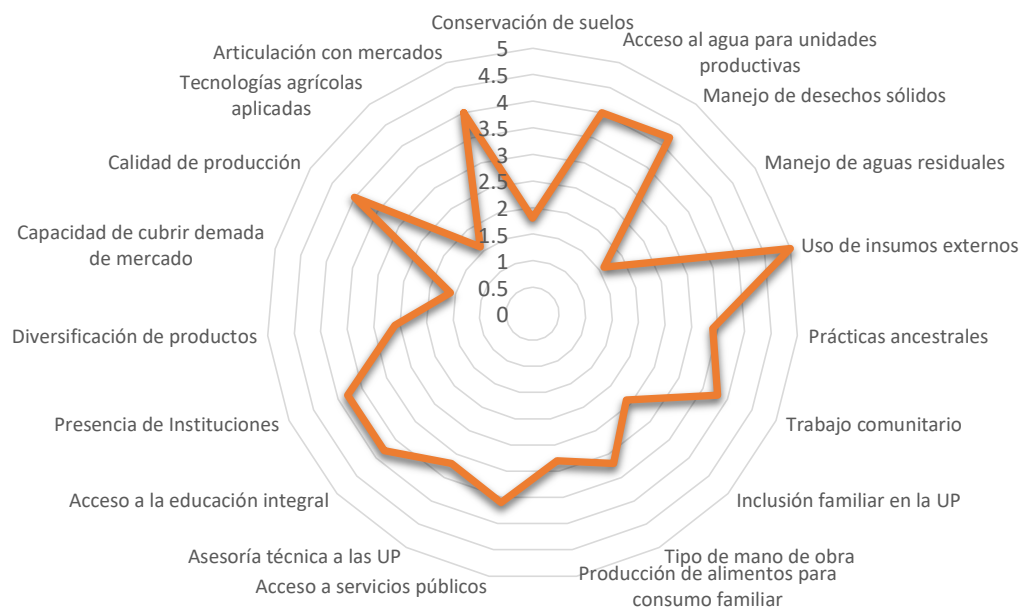 Conservación de suelos
Acceso al agua para unidades
productivas
Manejo de desechos sólidos
Manejo de aguas residuales
Uso de insumos externos
Prácticas ancestrales
Trabajo comunitario
Inclusión familiar en la UP
Tipo de mano de obra
Producción de alimentos para
consumo familiar
Acceso a servicios públicos
Asesoría técnica a las UP
Acceso a la educación integral
Presencia de Instituciones
Diversificación de productos
Capacidad de cubrir demada
de mercado
Calidad de producción
Tecnologías agrícolas
aplicadas
Articulación con mercados
5
4.5
4
3.5
3
2.5
2
1.5
1
0.5
0